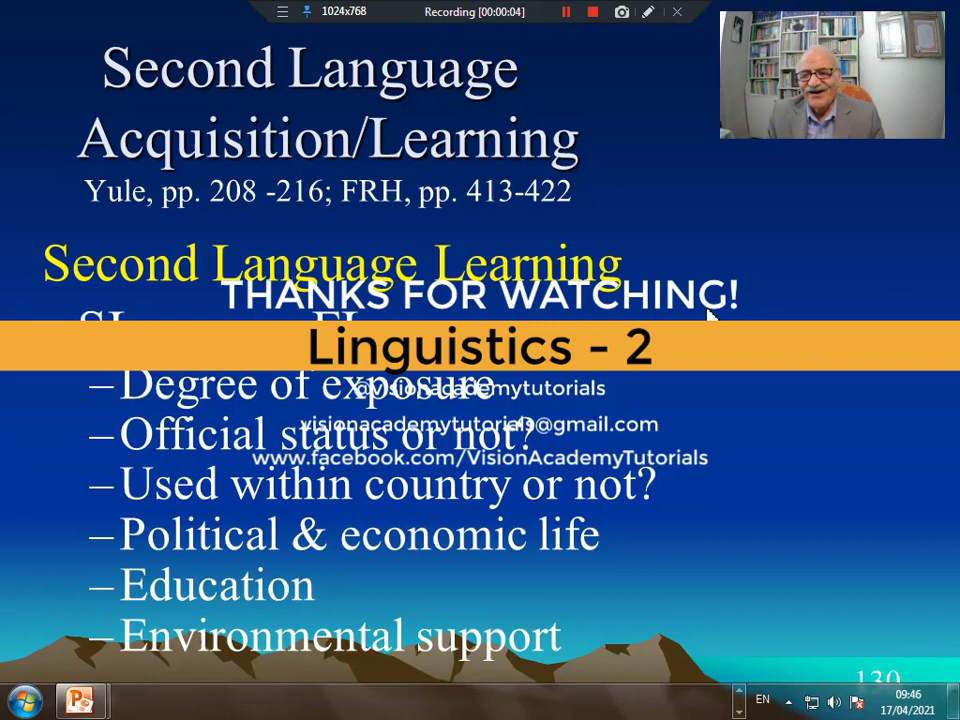 1024x768
Recording [00:00:04]
Second Language
Acquisition/Learning
Yule, pp. 208 -216; FRH, pp. 413-422
Second Language Learning
THANKS FOR WATCHING!
Linguistics - 2
–Degree of exposure
@visionacademytutorials
visionacademytutorials@gmail.com
–Official status or not?
www.facebook.com/VisionAcademyTutorials
–Used within country or not?
–Political & economic life
–Education
–Environmental support
130
EN
09:46
17/04/2021